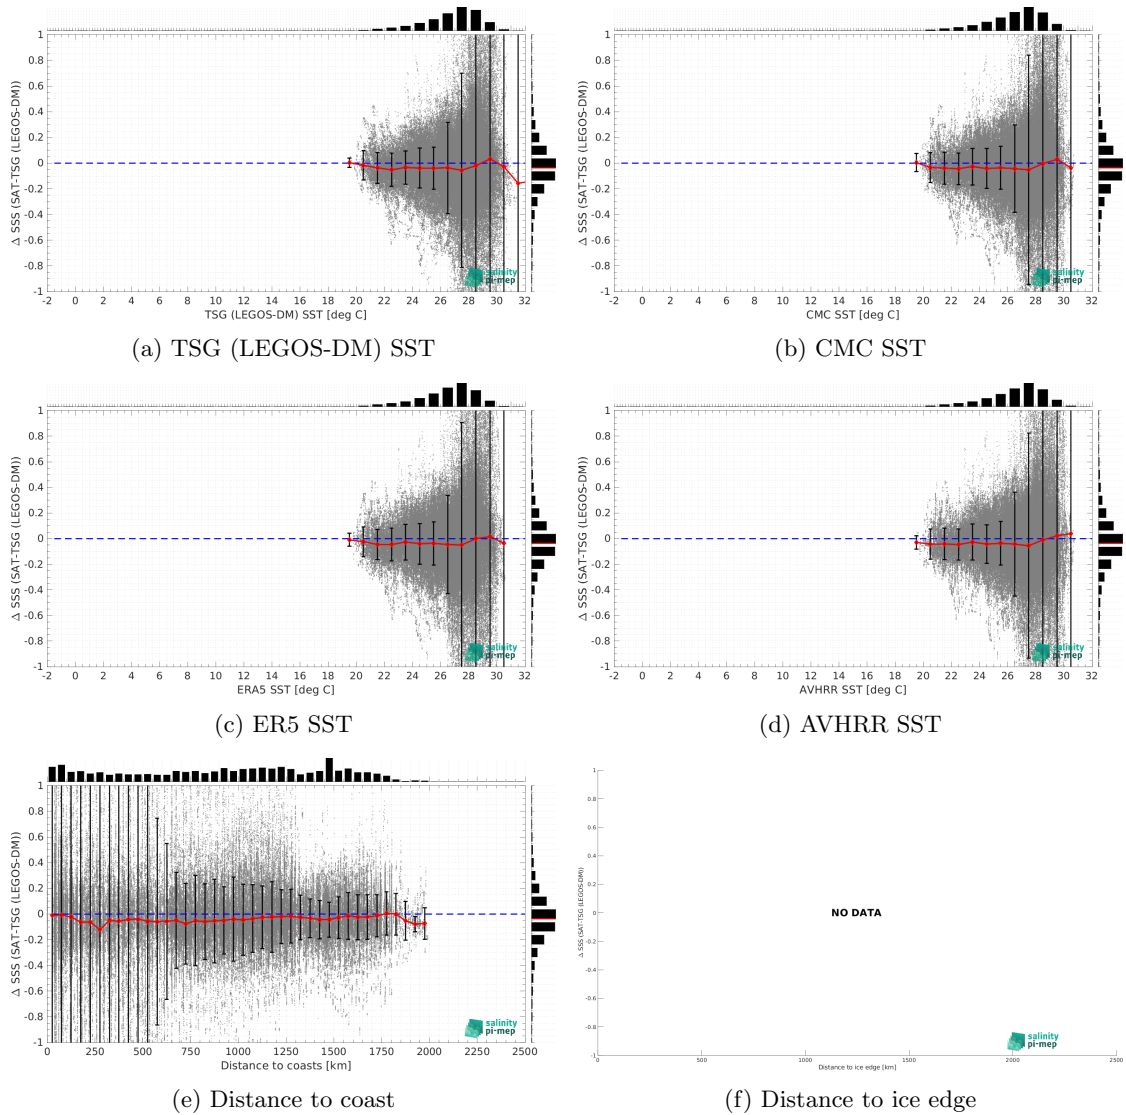 1
0.8
0.6
0.4
0.2
0
-0.2
-0.4
-0.6
-0.8
-1
Δ SSS (SAT-TSG (LEGOS-DM))
salinity
pi-mep
-2 0 2 4 6 8 10 12 14 16 18 20 22 24 26 28 30 32
TSG (LEGOS-DM) SST [deg C]
(a) TSG (LEGOS-DM) SST
1
0.8
0.6
0.4
0.2
0
-0.2
-0.4
-0.6
-0.8
-1
Δ SSS (SAT-TSG (LEGOS-DM))
salinity
pi-mep
-2 0 2 4 6 8 10 12 14 16 18 20 22 24 26 28 30 32
CMC SST [deg C]
(b) CMC SST
1
0.8
0.6
0.4
0.2
0
-0.2
-0.4
-0.6
-0.8
-1
Δ SSS (SAT-TSG (LEGOS-DM))
salinity
pi-mep
-2 0 2 4 6 8 10 12 14 16 18 20 22 24 26 28 30 32
ERA5 SST [deg C]
(c) ER5 SST
1
0.8
0.6
0.4
0.2
0
-0.2
-0.4
-0.6
-0.8
-1
Δ SSS (SAT-TSG (LEGOS-DM))
salinity
pi-mep
-2 0 2 4 6 8 10 12 14 16 18 20 22 24 26 28 30 32
AVHRR SST [deg C]
(d) AVHRR SST
1
0.8
0.6
0.4
0.2
0
-0.2
-0.4
-0.6
-0.8
-1
Δ SSS (SAT-TSG (LEGOS-DM))
salinity
pi-mep
0 250 500 750 1000 1250 1500 1750 2000 2250 2500
Distance to coasts [km]
(e) Distance to coast
1
0.8
0.6
0.4
0.2
0
-0.2
-0.4
-0.6
-0.8
-1
Δ SSS (SAT-TSG (LEGOS-DM))
NO DATA
salinity
pi-mep
0 500 1000 1500 2000 2500
Distance to ice edge [km]
(f) Distance to ice edge